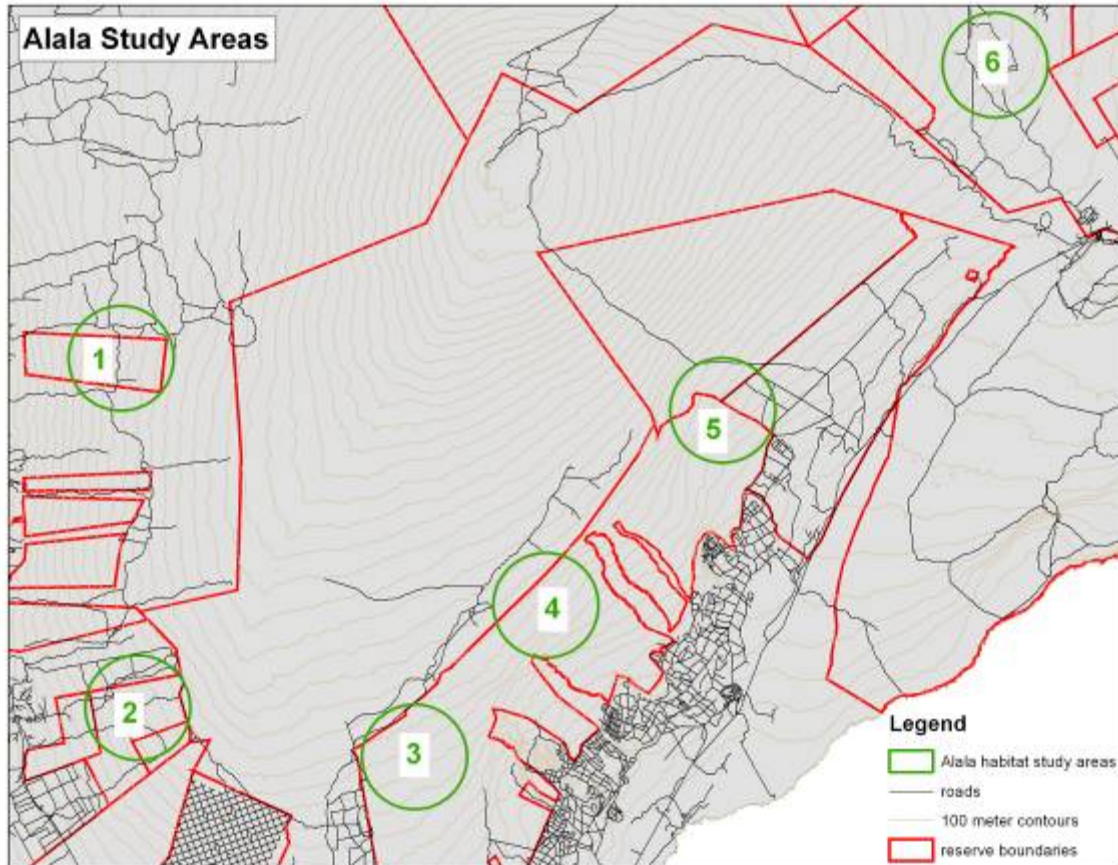 Alala Study Areas
6
1
5
4
2
3
Legend
Alala habitat study areas
roads
100 meter contours
reserve boundaries